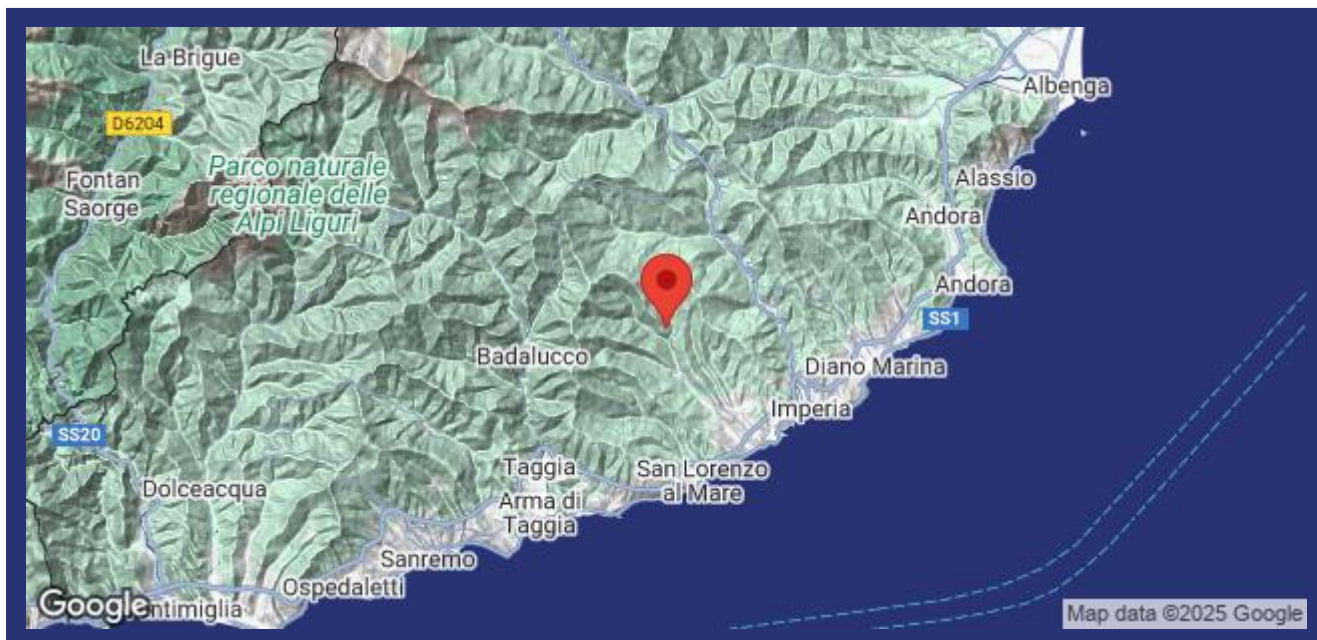 La Brigue
Albenga
D6204
Parco naturale
regionale delle
Alpi Liguri
Fontan
Saorge
Alassio
Andora
Andora
SS1
Badalucco
Diano Marina
Imperia
SS20
Taggia
San Lorenzo
al Mare
Dolceacqua
Arma di
Taggia
Sanremo
Ospedaletti
Google
entimiglia
Map data ©2025 Google